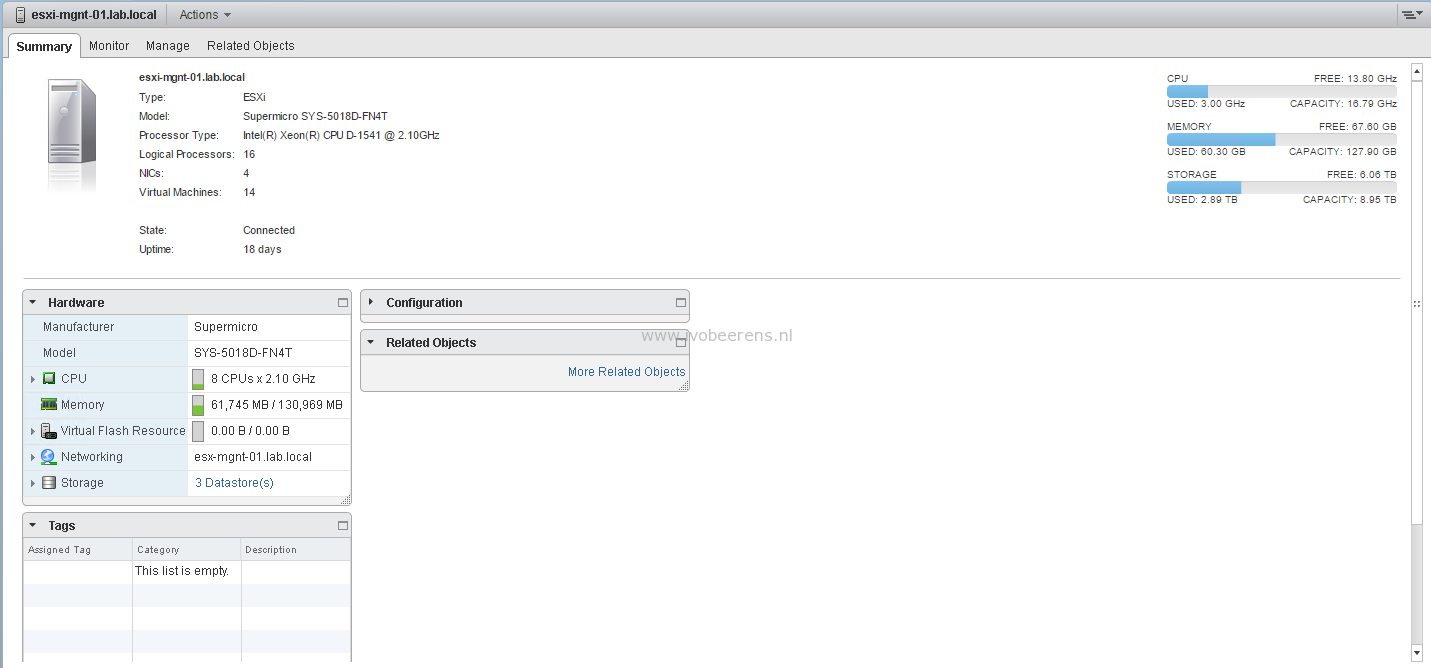 esxi-mgnt-01.lab.local Actions
Summary Monitor Manage Related Objects
esxi-mgnt-01.lab.local
Type: ESXi
Model: Supermicro SYS-5018D-FN4T
Processor Type: Intel(R) Xeon(R) CPU D-1541 @ 2.10GHz
Logical Processors: 16
NICs: 4
Virtual Machines: 14
State: Connected
Uptime: 18 days
CPU FREE: 13.80 GHz
USED: 3.00 GHz CAPACITY: 16.79 GHz
MEMORY FREE: 67.60 GB
USED: 60.30 GB CAPACITY: 127.90 GB
STORAGE FREE: 6.06 TB
USED: 2.89 TB CAPACITY: 8.95 TB
Hardware
Manufacturer Supermicro
Model SYS-5018D-FN4T
CPU 8 CPUs x 2.10 GHz
Memory 61,745 MB / 130,969 MB
Virtual Flash Resource 0.00 B / 0.00 B
Networking esx-mgnt-01.lab.local
Storage 3 Datastore(s)
Configuration
www.ivobeerens.nl
Related Objects
More Related Objects
Tags
Assigned Tag Category Description
This list is empty.